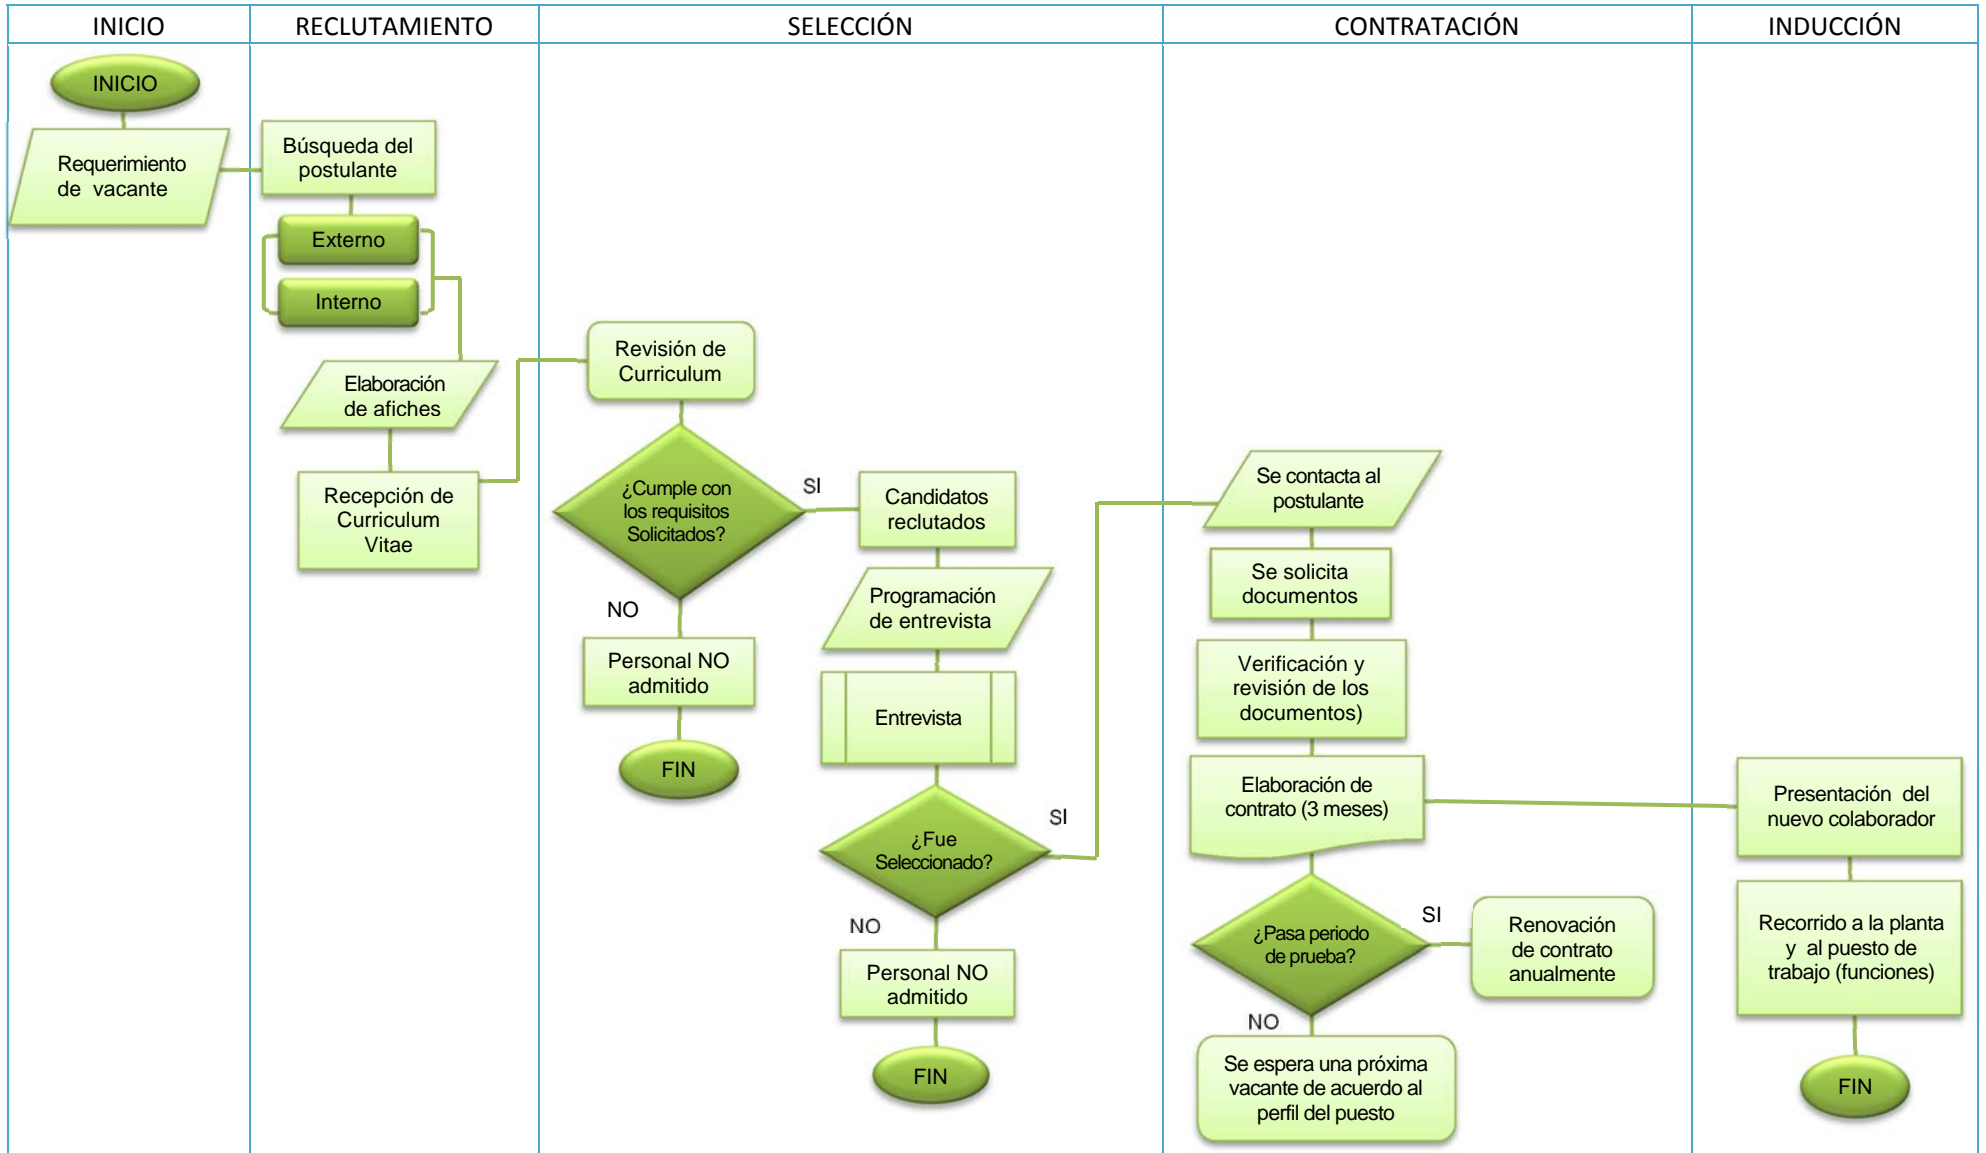 INICIO
RECLUTAMIENTO
SELECCIÓN
CONTRATACIÓN
INDUCCIÓN
INICIO
Requerimiento
de vacante
Búsqueda del
postulante
Externo
Interno
Elaboración
de afiches
Recepción de
Curriculum
Vitae
Revisión de
Curriculum
¿Cumple con
los requisitos
Solicitados?
SI
NO
Personal NO
admitido
FIN
Candidatos
reclutados
Programación
de entrevista
Entrevista
¿Fue
Seleccionado?
SI
NO
Personal NO
admitido
FIN
Se contacta al
postulante
Se solicita
documentos
Verificación y
revisión de los
documentos)
Elaboración de
contrato (3 meses)
¿Pasa periodo
de prueba?
SI
Renovación
de contrato
anualmente
NO
Se espera una próxima
vacante de acuerdo al
perfil del puesto
Presentación del
nuevo colaborador
Recorrido a la planta
y al puesto de
trabajo (funciones)
FIN